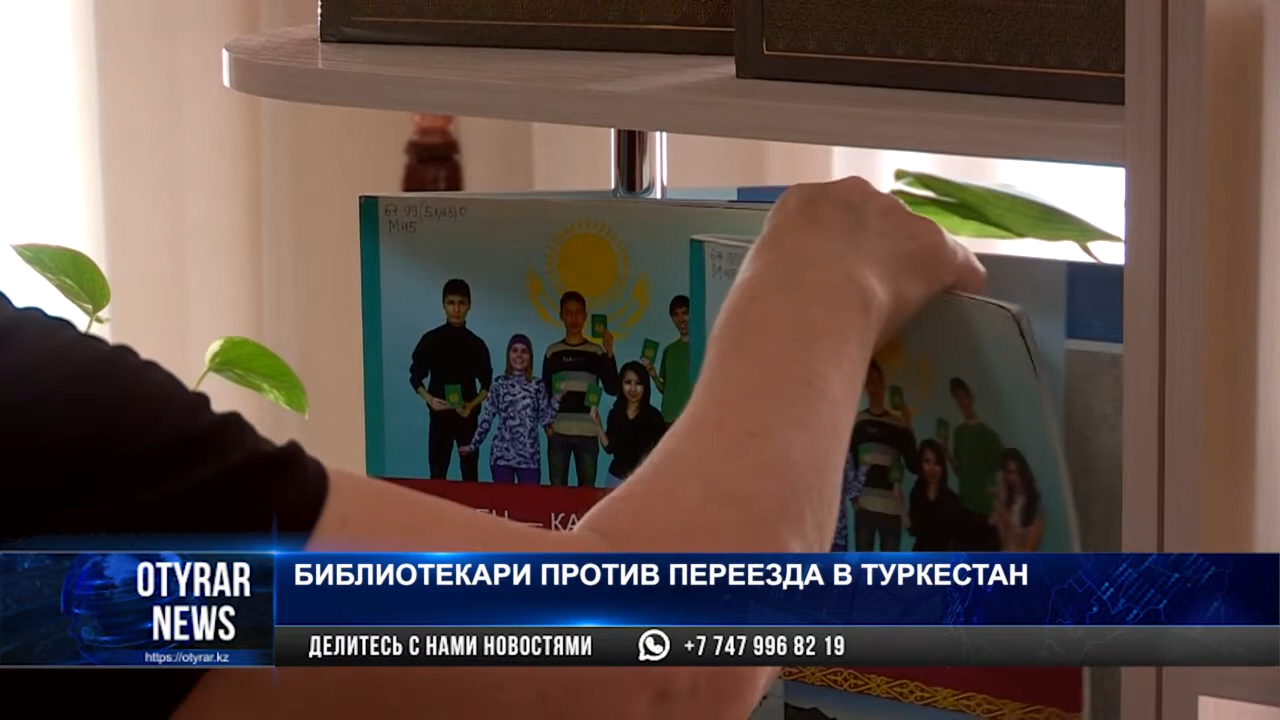 OTYRAR
NEWS
https://otyrar.kz
БИБЛИОТЕКАРИ ПРОТИВ ПЕРЕЕЗДА В ТУРКЕСТАН
ДЕЛИТЕСЬ С НАМИ НОВОСТЯМИ
+7 747 996 82 19